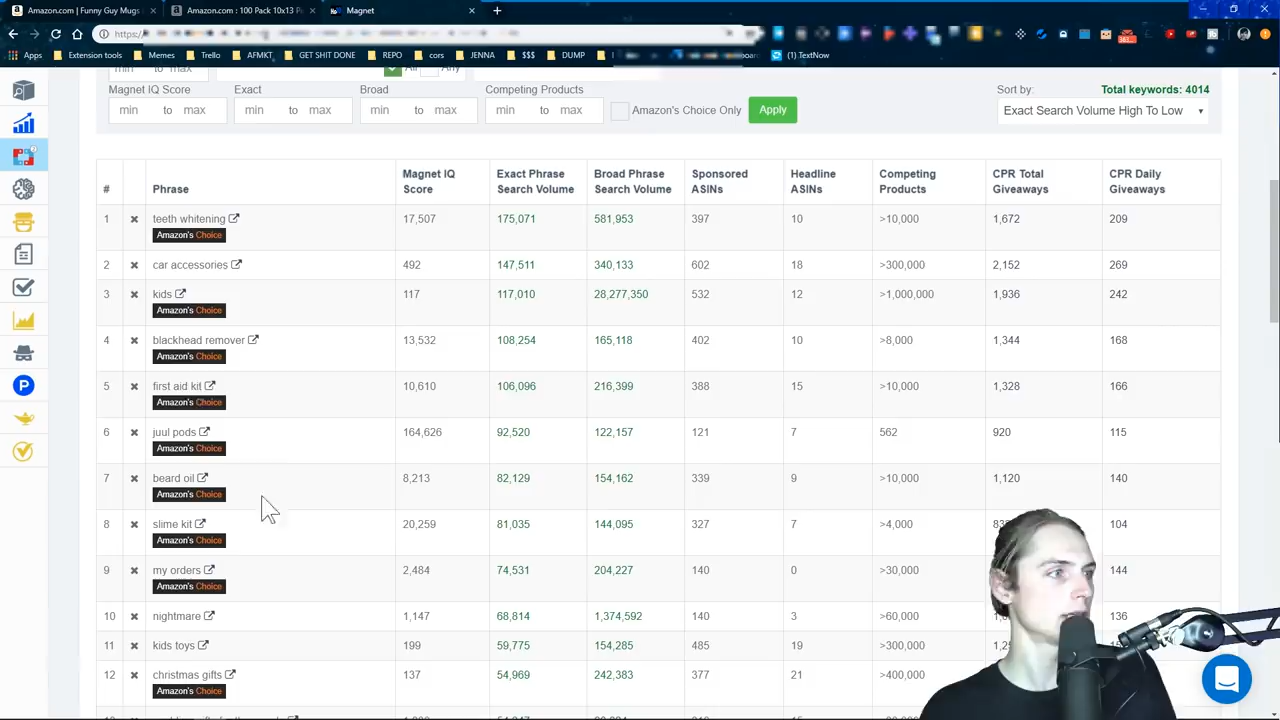 Amazon.com | Funny Guy Mugs
Amazon.com : 100 Pack 10x13 P
Magnet
https://
Apps
Extension tools
Memes
Trello
AFMKT
GET SHIT DONE
REPO
cors
JENNA
$$$
DUMP
(1) TextNow
min to max
All
Any
Magnet IQ Score
Exact
Broad
Competing Products
Sort by:
Total keywords: 4014
min to max
min to max
min to max
min to max
Amazon's Choice Only
Apply
Exact Search Volume High To Low
# Phrase Magnet IQ Score Exact Phrase Search Volume Broad Phrase Search Volume Sponsored ASINs Headline ASINs Competing Products CPR Total Giveaways CPR Daily Giveaways
1 teeth whitening 17,507 175,071 581,953 397 10 >10,000 1,672 209
Amazon's Choice
2 car accessories 492 147,511 340,133 602 18 >300,000 2,152 269
3 kids 117 117,010 28,277,350 532 12 >1,000,000 1,936 242
Amazon's Choice
4 blackhead remover 13,532 108,254 165,118 402 10 >8,000 1,344 168
Amazon's Choice
5 first aid kit 10,610 106,096 216,399 388 15 >10,000 1,328 166
Amazon's Choice
6 juul pods 164,626 92,520 122,157 121 7 562 920 115
Amazon's Choice
7 beard oil 8,213 82,129 154,162 339 9 >10,000 1,120 140
Amazon's Choice
8 slime kit 20,259 81,035 144,095 327 7 >4,000 104
Amazon's Choice
9 my orders 2,484 74,531 204,227 140 0 >30,000 144
Amazon's Choice
10 nightmare 1,147 68,814 1,374,592 140 3 >60,000 136
11 kids toys 199 59,775 154,285 485 19 >300,000
12 christmas gifts 137 54,969 242,383 377 21 >400,000
Amazon's Choice